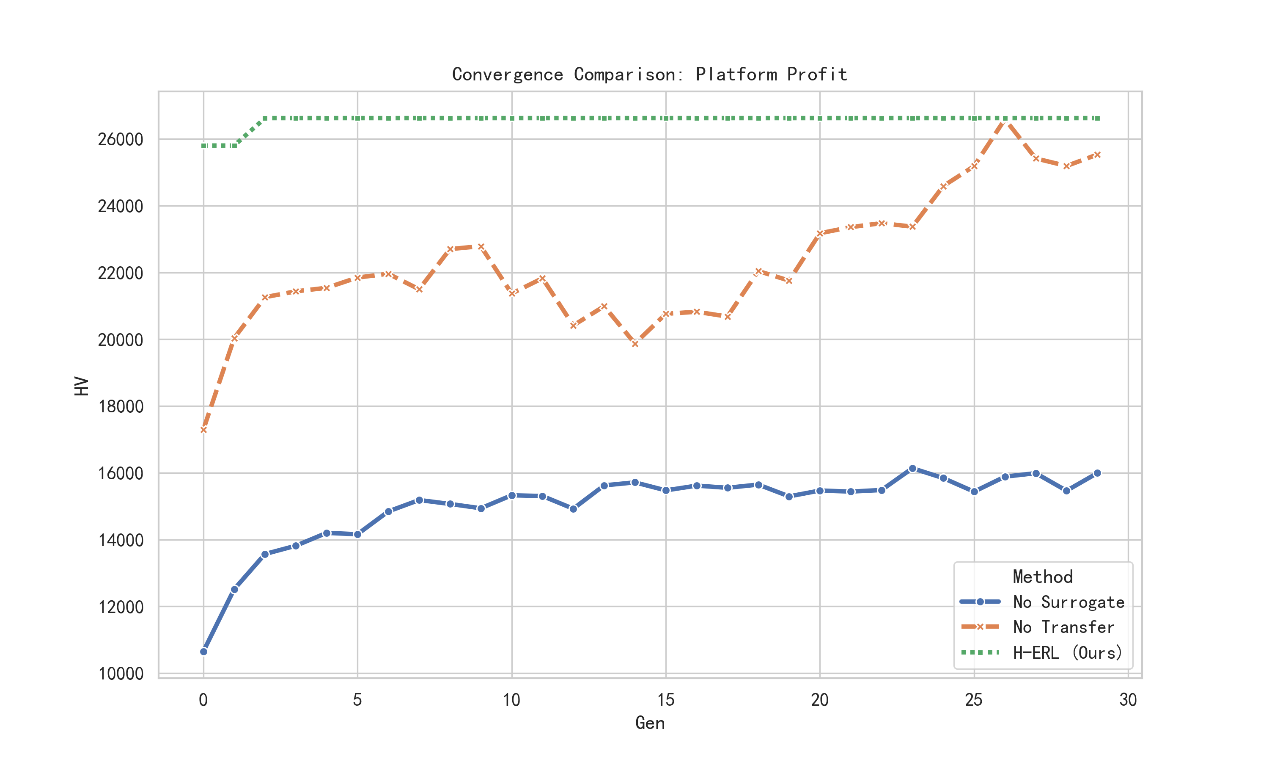 Convergence Comparison: Platform Profit
HV
26000
24000
22000
20000
18000
16000
14000
12000
10000
0 5 10 15 20 25 30
Gen
Method
No Surrogate
No Transfer
H-ERL (Ours)